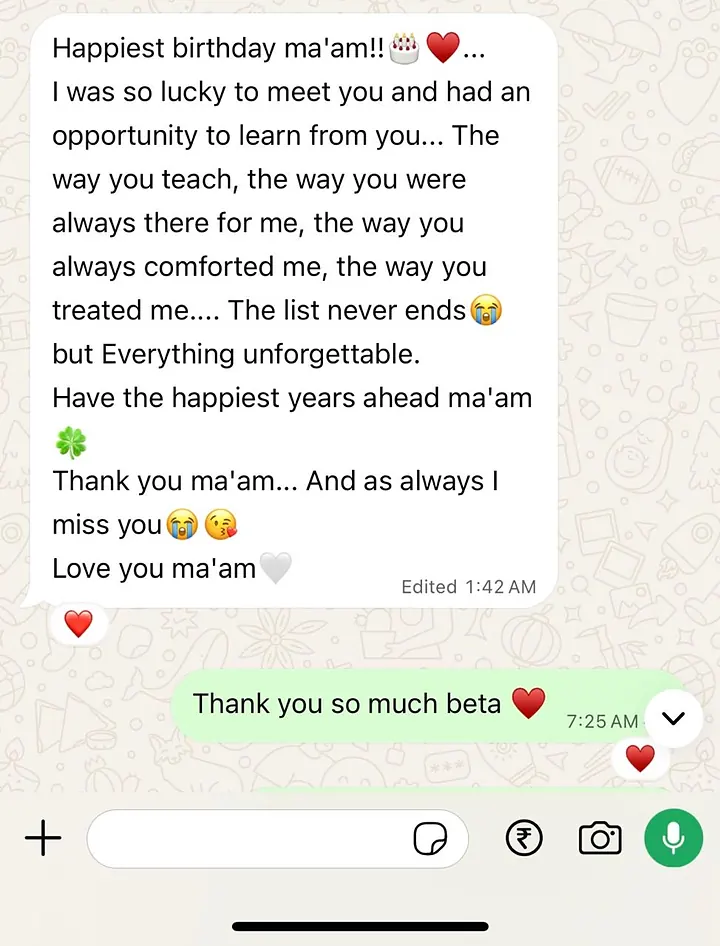 Happiest birthday ma'am!!🎂♥️...
I was so lucky to meet you and had an
opportunity to learn from you... The
way you teach, the way you were
always there for me, the way you
always comforted me, the way you
treated me.... The list never ends😭
but Everything unforgettable.
Have the happiest years ahead ma'am
🍀
Thank you ma'am... And as always I
miss you😭😘
Love you ma'am🤍
Edited 1:42 AM
❤️
Thank you so much beta ♥️
7:25 AM
♥️
₹